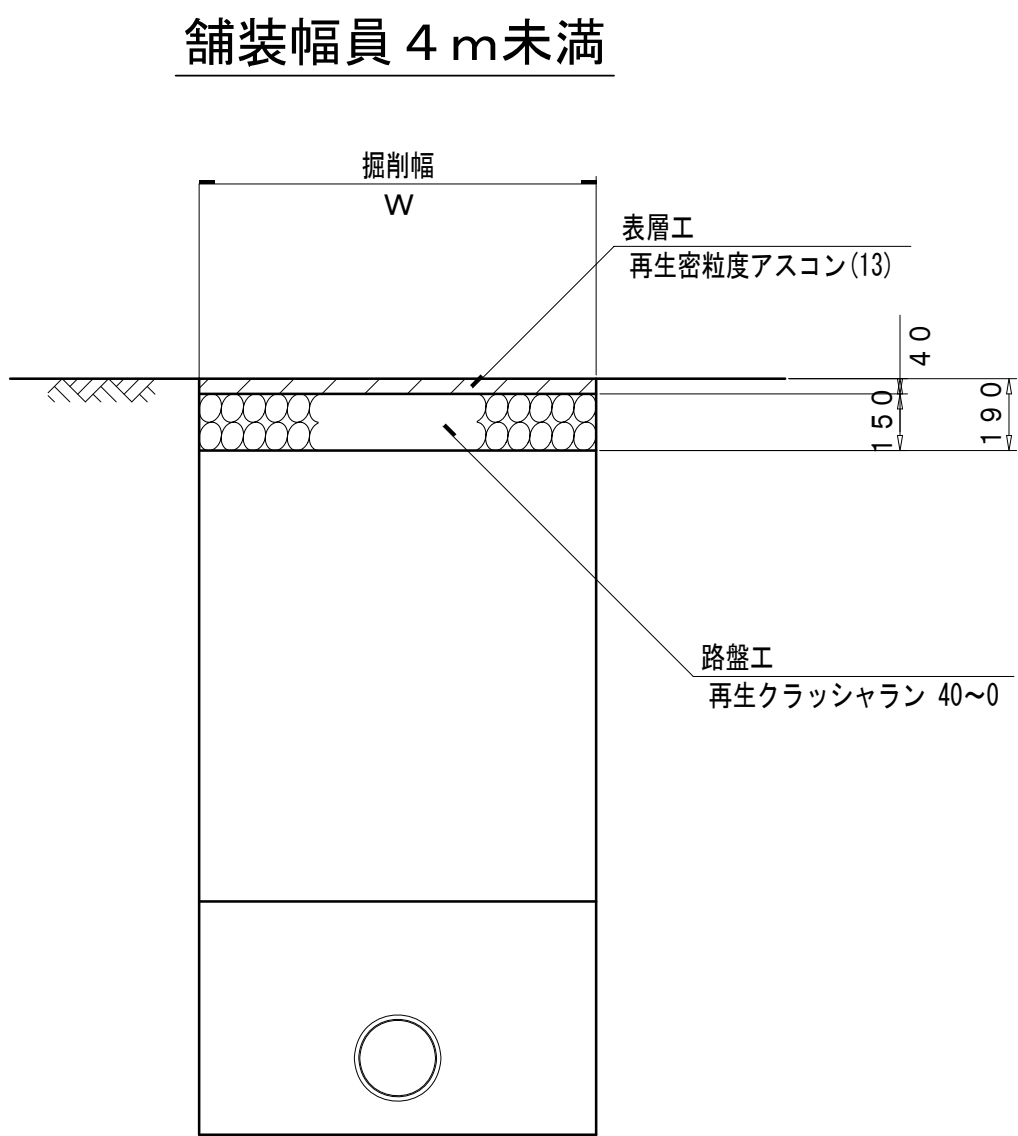 舗装幅員４ｍ未満
掘削幅
Ｗ
表層工
再生密粒度アスコン(13)
40
150
190
路盤工
再生クラッシャラン 40～0